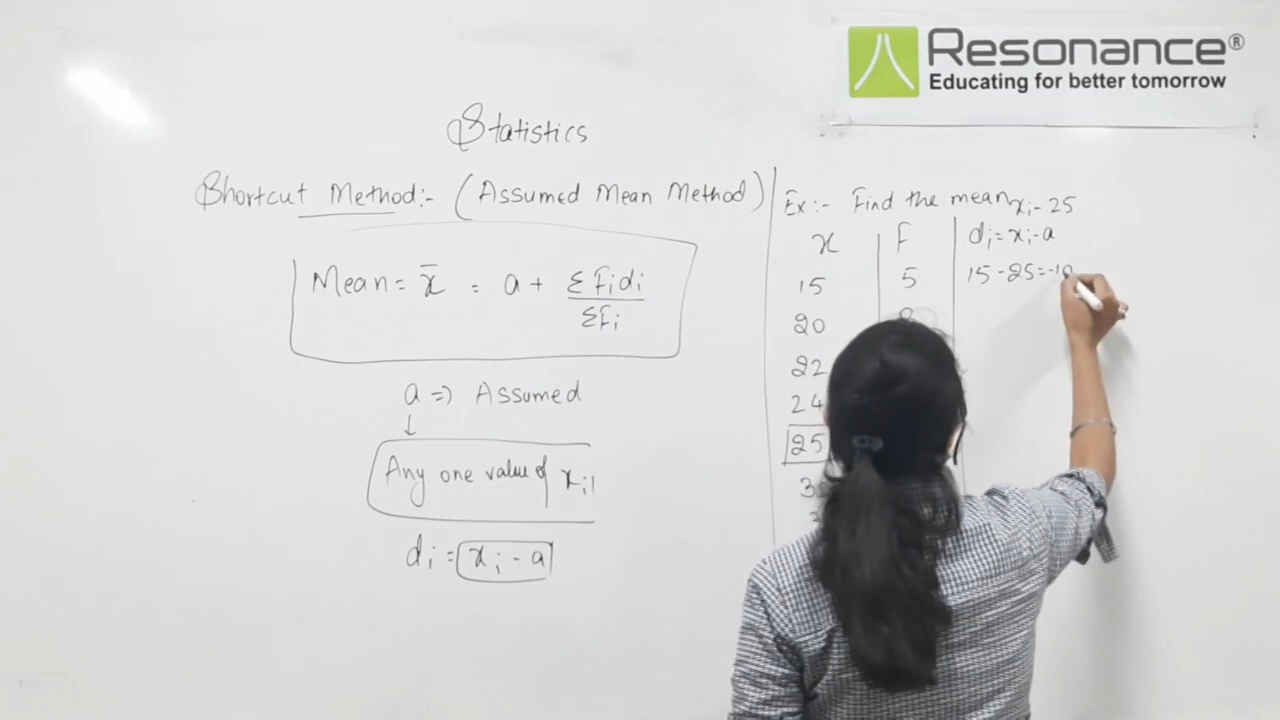 Resonance®
Educating for better tomorrow
Statistics
Shortcut Method:- (Assumed Mean Method)
Mean = x̄ = a + Σfidi / Σfi
a => Assumed
↓
Any one value of xi
di = xi - a
Ex:- Find the mean
xi - 25
x F di = xi - a
15 5 15 - 25 = -10
20
22
24
25